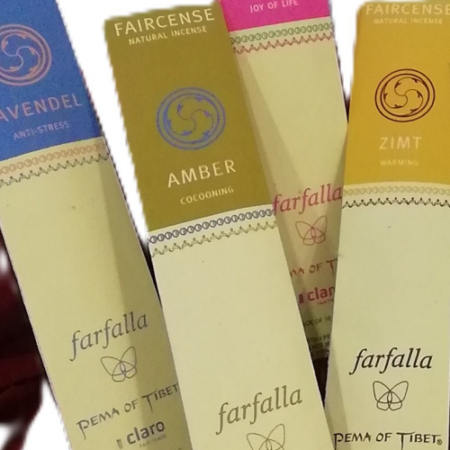 AVENDEL
ANTI-STRESS
farfalla
PEMA OF TIBET
claro
FAIRCENSE
NATURAL INCENSE
AMBER
COCOONING
farfalla
JOY OF LIFE
farfalla
PEMA OF TIBET
claro
FAIRCENSE
NATURAL INCENSE
ZIMT
WARMING
farfalla
PEMA OF TIBET®